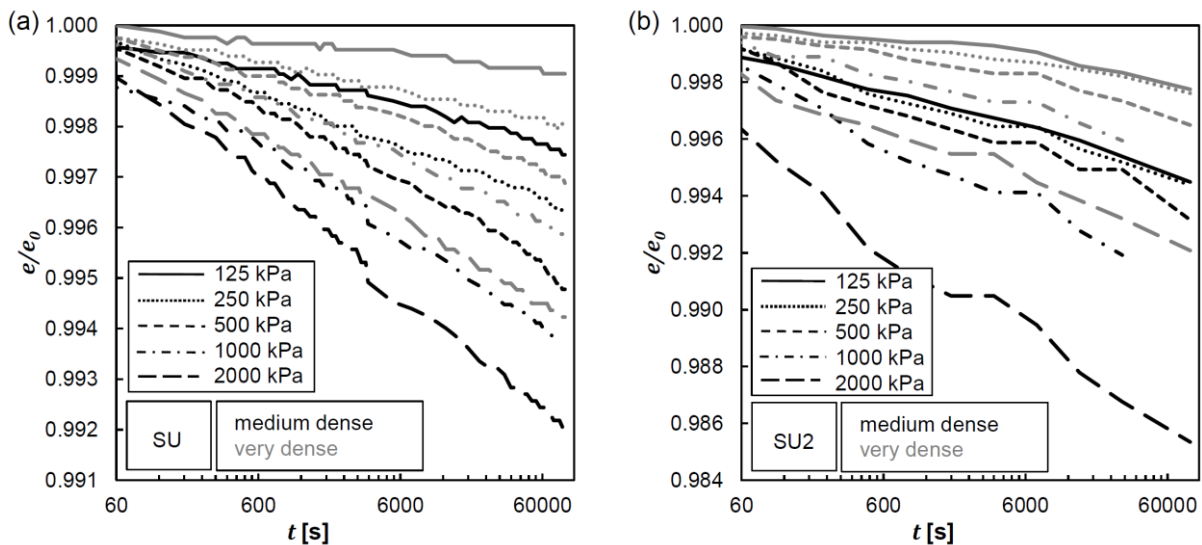 (a)
1.000
0.999
0.998
0.997
0.996
0.995
0.994
0.993
0.992
0.991
e/e₀
125 kPa
250 kPa
500 kPa
1000 kPa
2000 kPa
SU
medium dense
very dense
60
600
6000
60000
t [s]
(b)
1.000
0.998
0.996
0.994
0.992
0.990
0.988
0.986
0.984
e/e₀
125 kPa
250 kPa
500 kPa
1000 kPa
2000 kPa
SU2
medium dense
very dense
60
600
6000
60000
t [s]